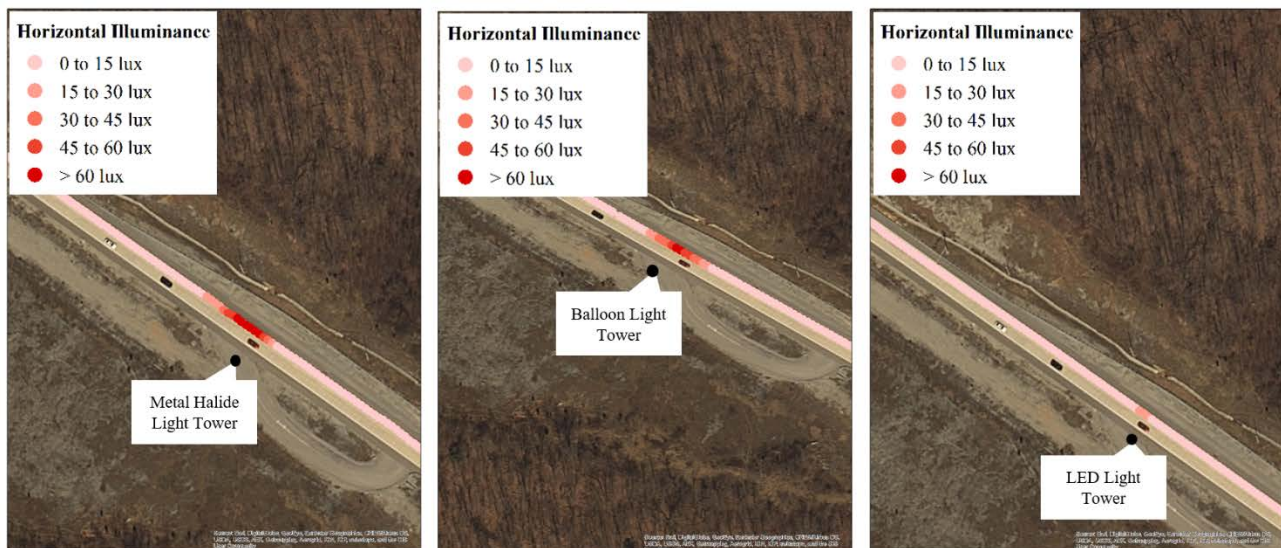 Horizontal Illuminance
0 to 15 lux
15 to 30 lux
30 to 45 lux
45 to 60 lux
> 60 lux
Metal Halide
Light Tower
Horizontal Illuminance
0 to 15 lux
15 to 30 lux
30 to 45 lux
45 to 60 lux
> 60 lux
Balloon Light
Tower
Horizontal Illuminance
0 to 15 lux
15 to 30 lux
30 to 45 lux
45 to 60 lux
> 60 lux
LED Light
Tower